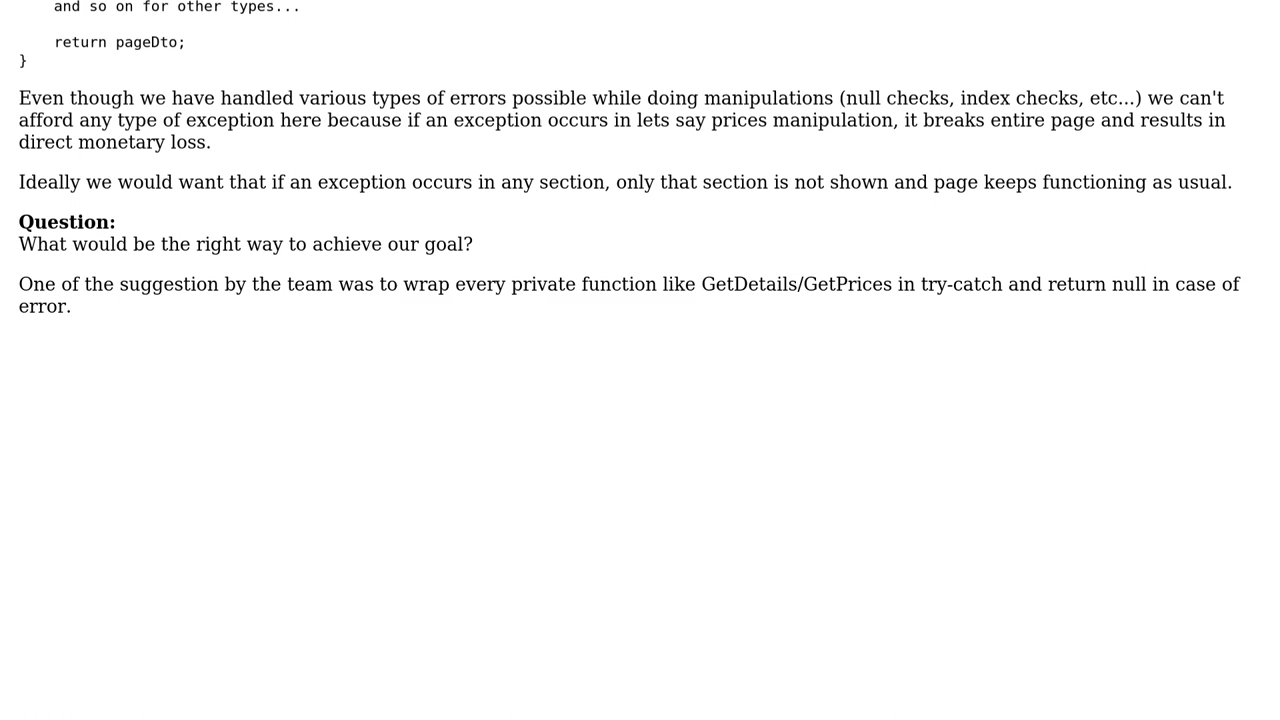 and so on for other types...
return pageDto;
}
Even though we have handled various types of errors possible while doing manipulations (null checks, index checks, etc...) we can't
afford any type of exception here because if an exception occurs in lets say prices manipulation, it breaks entire page and results in
direct monetary loss.
Ideally we would want that if an exception occurs in any section, only that section is not shown and page keeps functioning as usual.
Question:
What would be the right way to achieve our goal?
One of the suggestion by the team was to wrap every private function like GetDetails/GetPrices in try-catch and return null in case of
error.